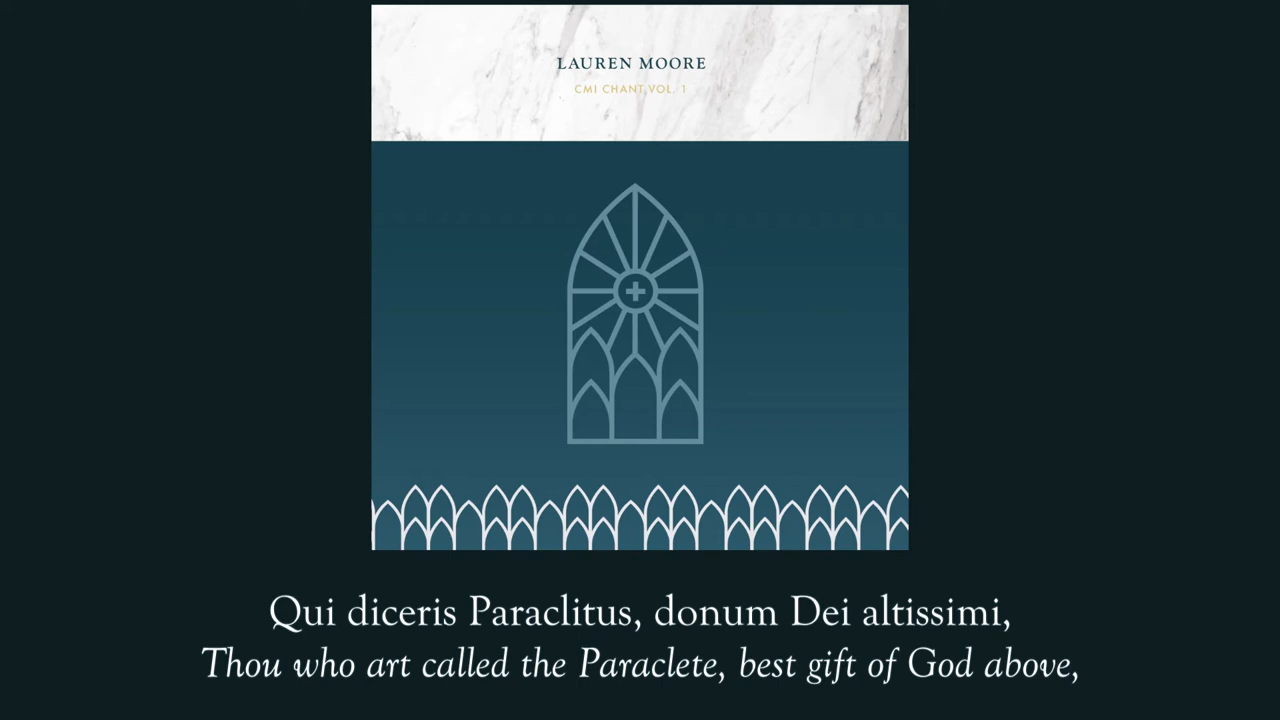 LAUREN MOORE
CMI CHANT VOL. 1
Qui diceris Paraclitus, donum Dei altissimi,
Thou who art called the Paraclete, best gift of God above,